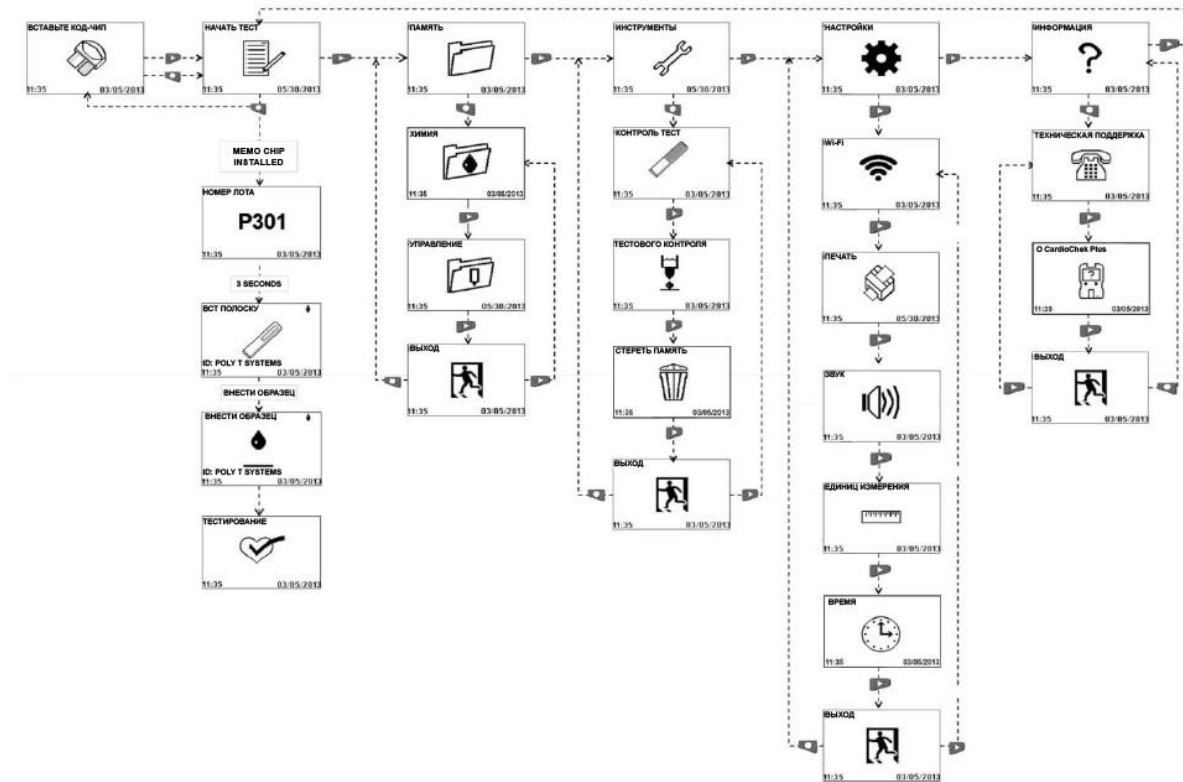 ВСТАВЬТЕ КОД-ЧИП
11:35 03/05/2013
НАЧАТЬ ТЕСТ
11:35 05/30/2013
MEMO CHIP
INSTALLED
НОМЕР ЛОТА
P301
11:35 03/05/2013
3 SECONDS
ВСТ ПОЛОСКУ
ID: POLY T SYSTEMS
11:35 03/05/2013
ВНЕСТИ ОБРАЗЕЦ
ВНЕСТИ ОБРАЗЕЦ
ID: POLY T SYSTEMS
11:35 03/05/2013
ТЕСТИРОВАНИЕ
11:35 03/05/2013
ПАМЯТЬ
11:35 03/05/2013
ХИМИЯ
11:35 03/05/2013
УПРАВЛЕНИЕ
11:35 05/30/2013
ВЫХОД
11:35 03/05/2013
ИНСТРУМЕНТЫ
11:35 05/30/2013
КОНТРОЛЬ ТЕСТ
11:35 03/05/2013
ТЕСТОВОГО КОНТРОЛЯ
11:35 03/05/2013
СТЕРЕТЬ ПАМЯТЬ
11:35 03/05/2013
ВЫХОД
11:35 03/05/2013
НАСТРОЙКИ
11:35 03/05/2013
Wi-Fi
11:35 03/05/2013
ПЕЧАТЬ
11:35 05/30/2013
ЗВУК
11:35 03/05/2013
ЕДИНИЦ ИЗМЕРЕНИЯ
11:35 03/05/2013
ВРЕМЯ
11:35 03/05/2013
ВЫХОД
11:35 03/05/2013
ИНФОРМАЦИЯ
?
11:35 03/05/2013
ТЕХНИЧЕСКАЯ ПОДДЕРЖКА
11:35 03/05/2013
О CardioChek Plus
?
11:35 03/05/2013
ВЫХОД
11:35 03/05/2013